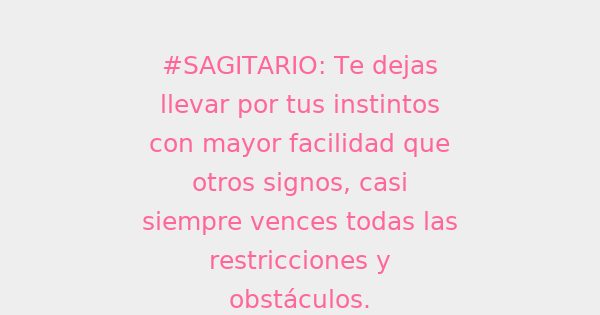 #SAGITARIO: Te dejas
llevar por tus instintos
con mayor facilidad que
otros signos, casi
siempre vences todas las
restricciones y
obstáculos.